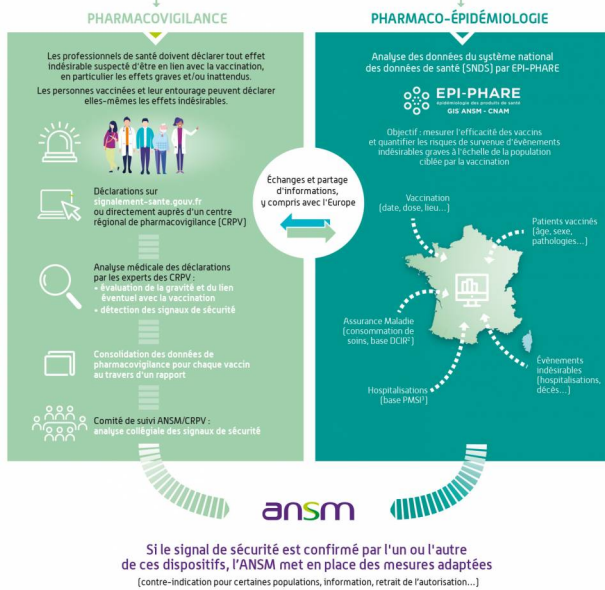 PHARMACOVIGILANCE
Les professionnels de santé doivent déclarer tout effet
indésirable suspecté d'être en lien avec la vaccination,
en particulier les effets graves et/ou inattendus.
Les personnes vaccinées et leur entourage peuvent déclarer
elles-mêmes les effets indésirables.
Déclarations sur
signalement-sante.gouv.fr
ou directement auprès d'un centre
régional de pharmacovigilance (CRPV)
Analyse médicale des déclarations
par les experts des CRPV :
• évaluation de la gravité et du lien
éventuel avec la vaccination
• détection des signaux de sécurité
Consolidation des données de
pharmacovigilance pour chaque vaccin
au travers d'un rapport
Comité de suivi ANSM/CRPV :
analyse collégiale des signaux de sécurité
Échanges et partage
d'informations,
y compris avec l'Europe
PHARMACO-ÉPIDÉMIOLOGIE
Analyse des données du système national
des données de santé (SNDS) par EPI-PHARE
EPI-PHARE
épidémiologie des produits de santé
GIS ANSM - CNAM
Objectif : mesurer l'efficacité des vaccins
et quantifier les risques de survenue d'évènements
indésirables graves à l'échelle de la population
ciblée par la vaccination
Vaccination
(date, dose, lieu...)
Patients vaccinés
(âge, sexe,
pathologies...)
Assurance Maladie
(consommation de
soins, base DCIR²)
Évènements
indésirables
(hospitalisations,
décès...)
Hospitalisations
(base PMSI³)
ansm
Si le signal de sécurité est confirmé par l'un ou l'autre
de ces dispositifs, l'ANSM met en place des mesures adaptées
(contre-indication pour certaines populations, information, retrait de l'autorisation...)